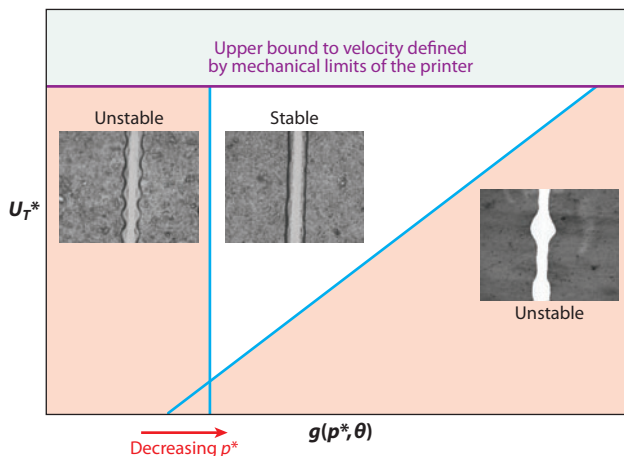 Upper bound to velocity defined
by mechanical limits of the printer
Unstable
Stable
U_T*
Unstable
g(p*,θ)
Decreasing p*